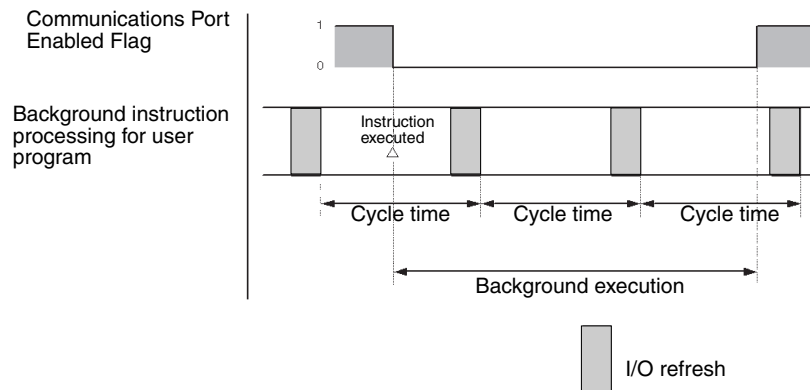 Communications Port
Enabled Flag
1
0
Background instruction
processing for user
program
Instruction
executed
Cycle time
Cycle time
Cycle time
Background execution
I/O refresh